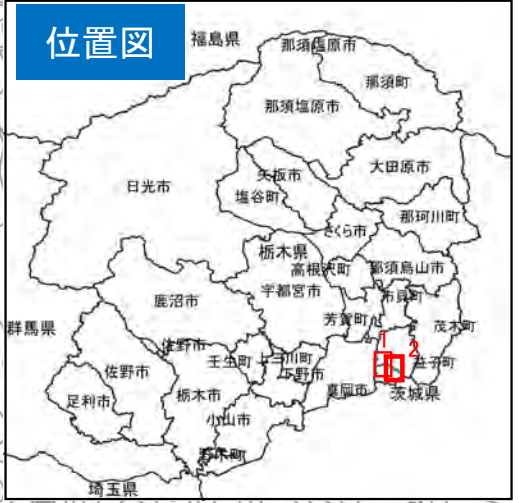 位置図
福島県
那須塩原市
那須町
那須塩原市
大田原市
矢板市
日光市
塩谷町
那珂川町
さくら市
栃木県
高根沢町
那須烏山市
宇都宮市
市貝町
鹿沼市
芳賀町
茂木町
群馬県
1
2
佐野市
壬生町
上三川町
益子町
佐野市
下野市
足利市
栃木市
真岡市
茨城県
小山市
野木町
埼玉県